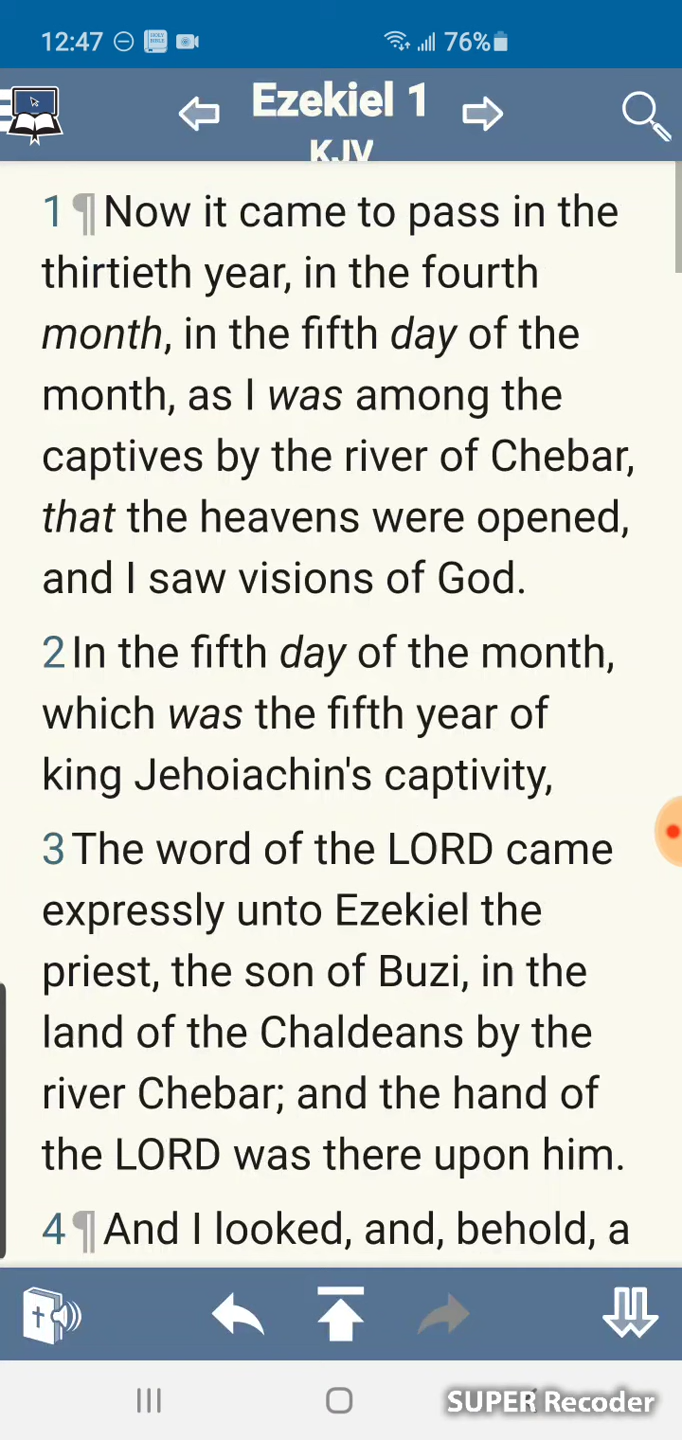 12:47 76%
Ezekiel 1
KJV
1 ¶ Now it came to pass in the
thirtieth year, in the fourth
month, in the fifth day of the
month, as I was among the
captives by the river of Chebar,
that the heavens were opened,
and I saw visions of God.
2 In the fifth day of the month,
which was the fifth year of
king Jehoiachin's captivity,
3 The word of the LORD came
expressly unto Ezekiel the
priest, the son of Buzi, in the
land of the Chaldeans by the
river Chebar; and the hand of
the LORD was there upon him.
4 ¶ And I looked, and, behold, a
SUPER Recoder